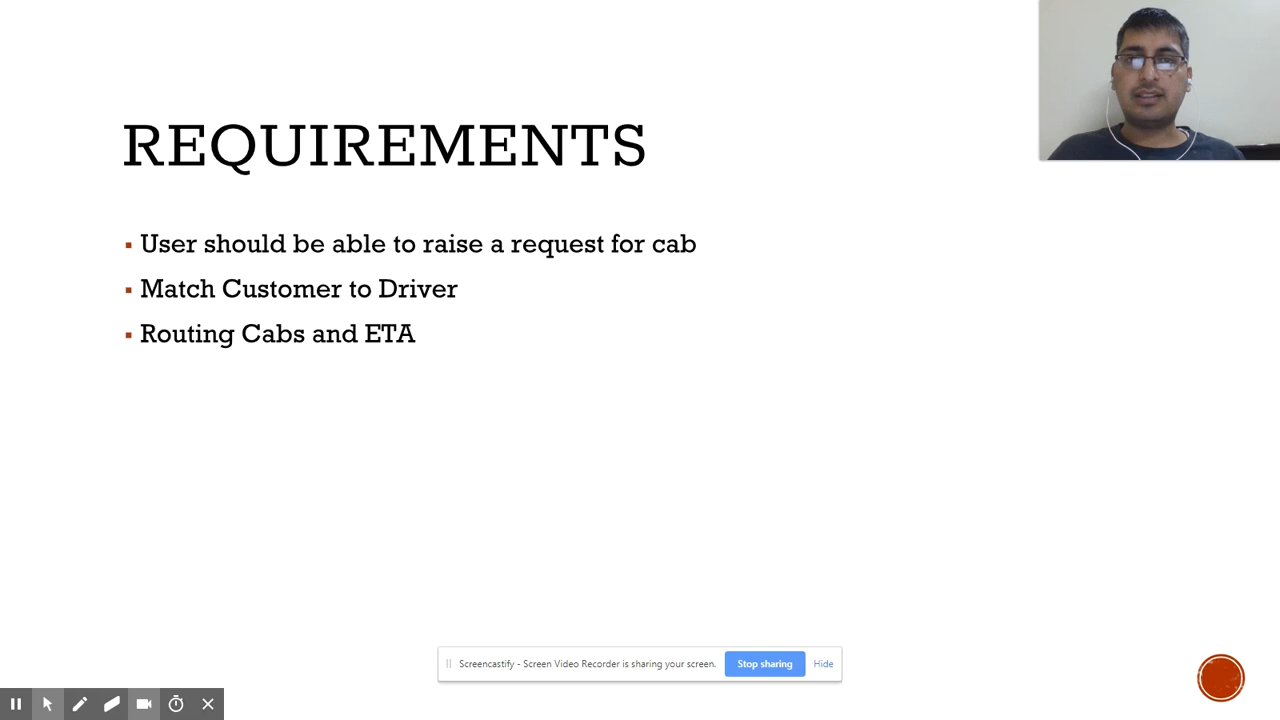 REQUIREMENTS
User should be able to raise a request for cab
Match Customer to Driver
Routing Cabs and ETA
Screencastify - Screen Video Recorder is sharing your screen.
Stop sharing
Hide